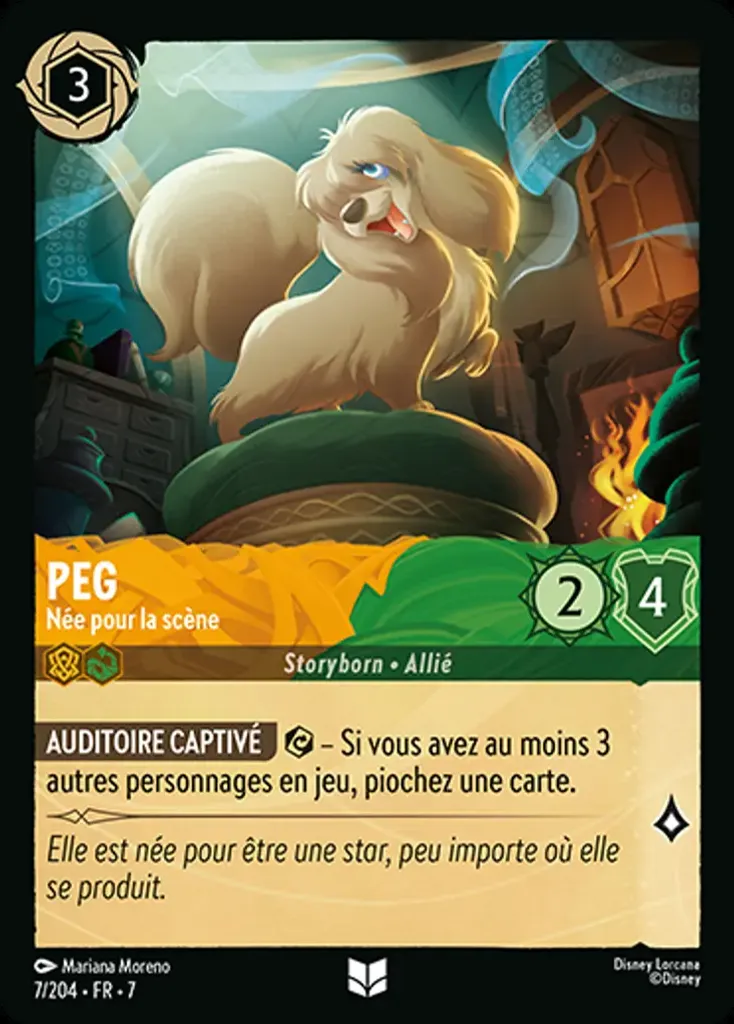 3
PEG
Née pour la scène
2
4
Storyborn • Allié
AUDITOIRE CAPTIVÉ – Si vous avez au moins 3
autres personnages en jeu, piochez une carte.
Elle est née pour être une star, peu importe où elle
se produit.
Mariana Moreno
7/204 • FR • 7
Disney Lorcana
©Disney